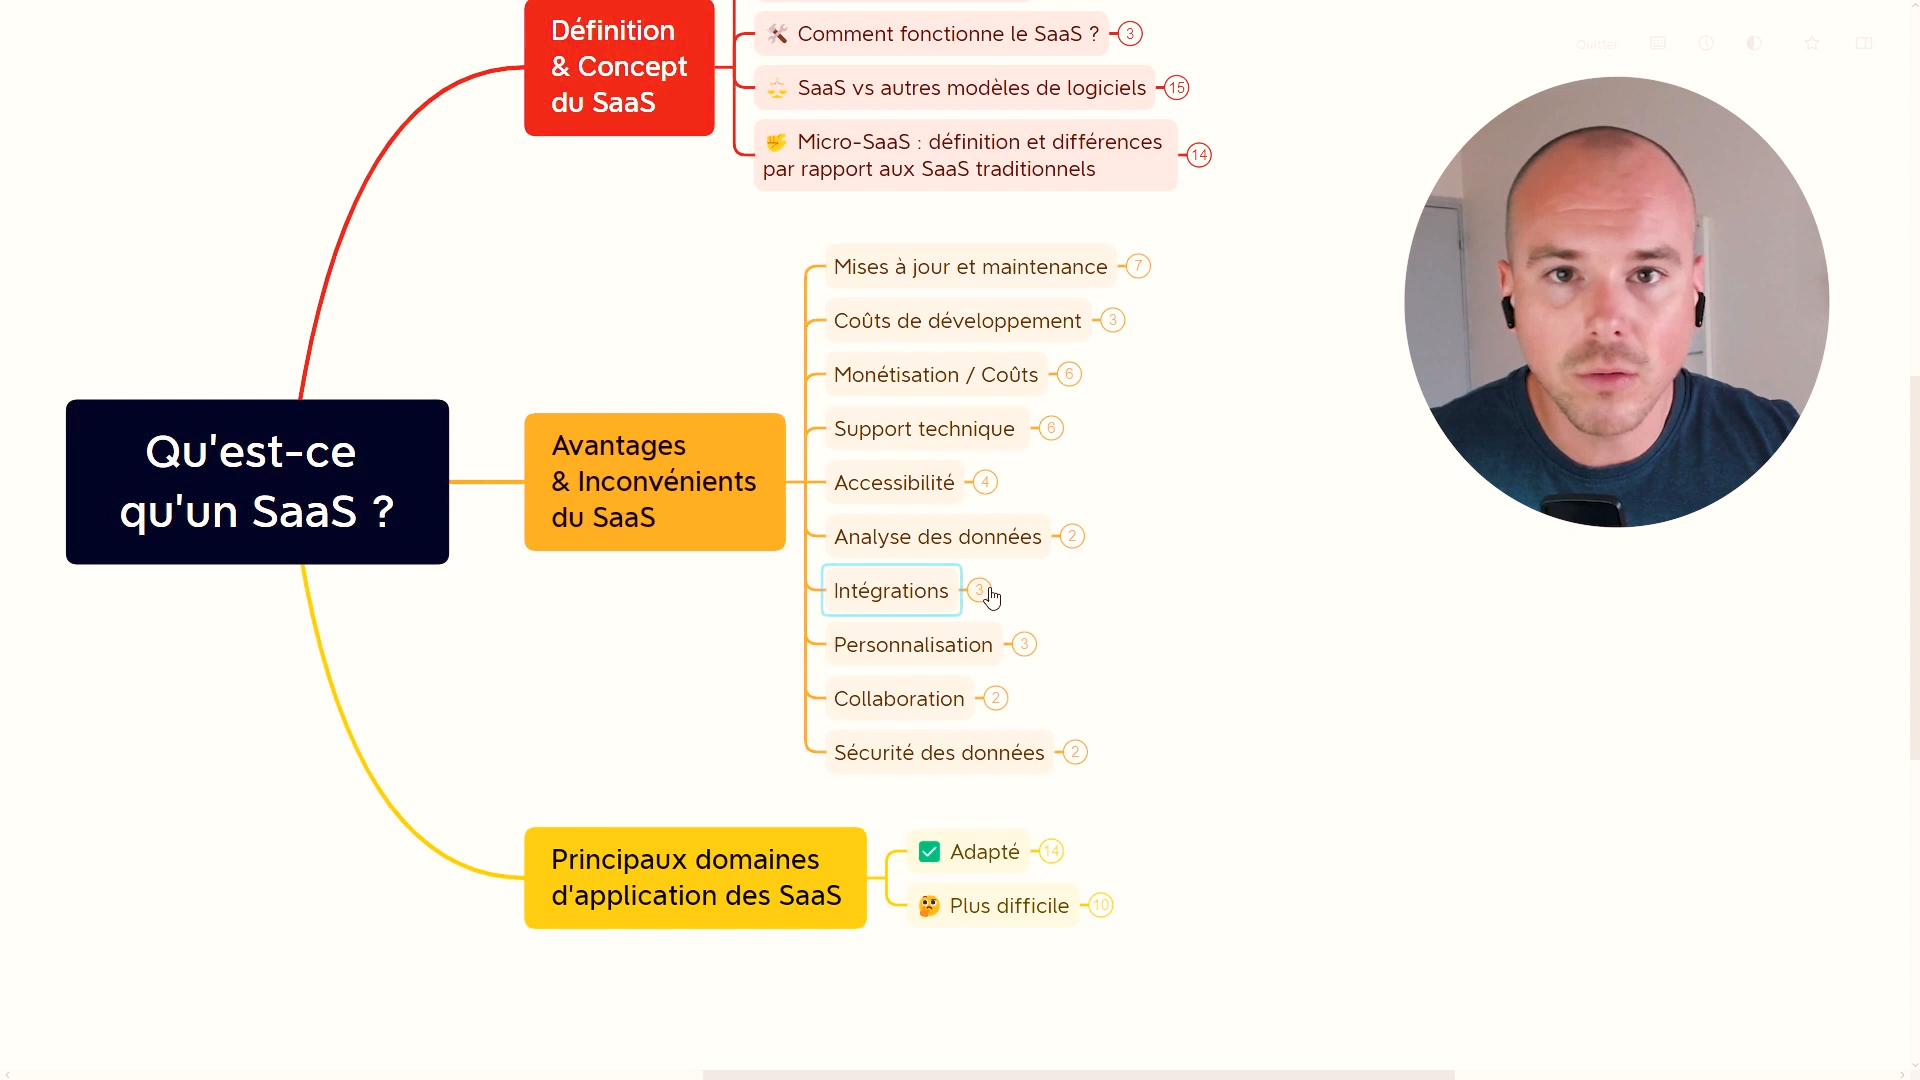 Définition
& Concept
du SaaS
🛠 Comment fonctionne le SaaS ? 3
SaaS vs autres modèles de logiciels 15
Micro-SaaS : définition et différences
par rapport aux SaaS traditionnels 14
Quitter
Qu'est-ce
qu'un SaaS ?
Avantages
& Inconvénients
du SaaS
Mises à jour et maintenance 7
Coûts de développement 3
Monétisation / Coûts 6
Support technique 6
Accessibilité 4
Analyse des données 2
Intégrations 3
Personnalisation 3
Collaboration 2
Sécurité des données 2
Principaux domaines
d'application des SaaS
Adapté 14
Plus difficile 10